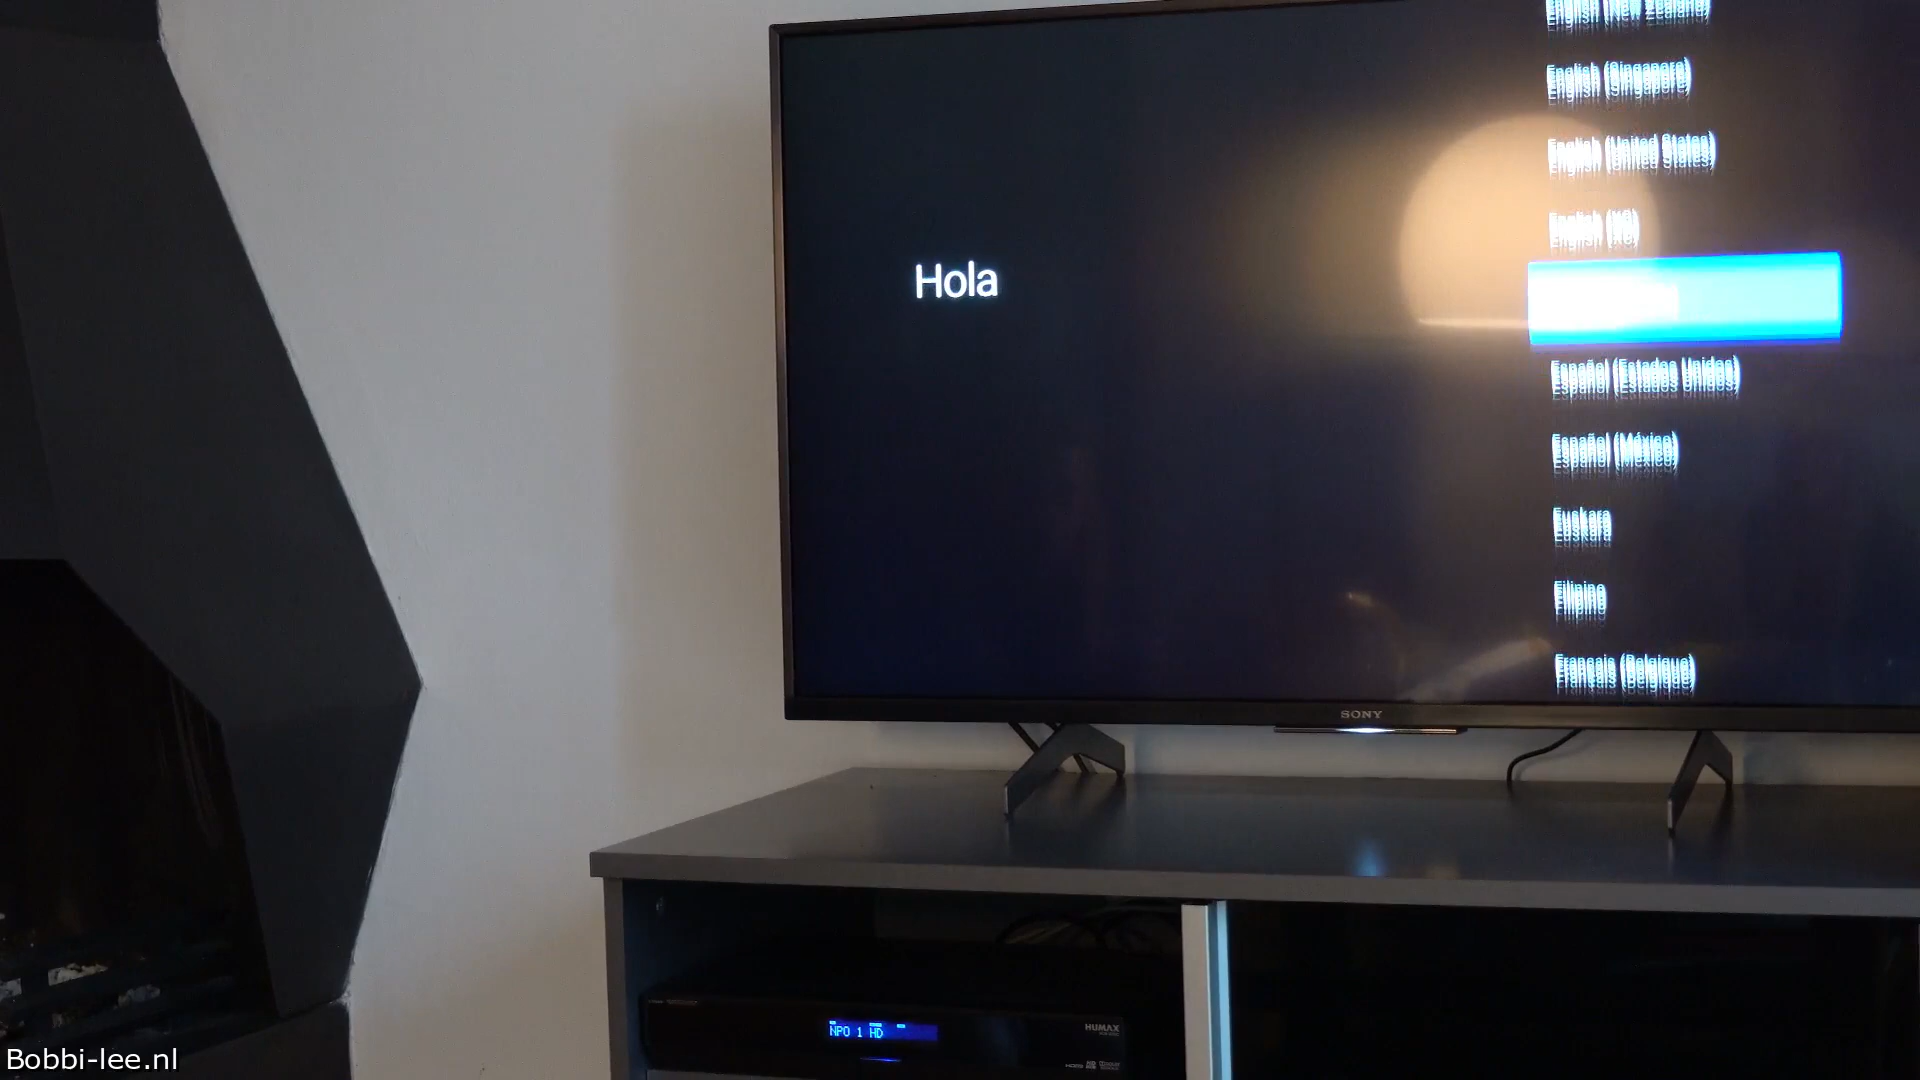 English (New Zealand)
English (Singapore)
English (United States)
English (XC)
Hola
Español (Estados Unidos)
Español (México)
Euskara
Filipino
Français (Belgique)
SONY
NPO 1 HD
HUMAX
Bobbi-lee.nl